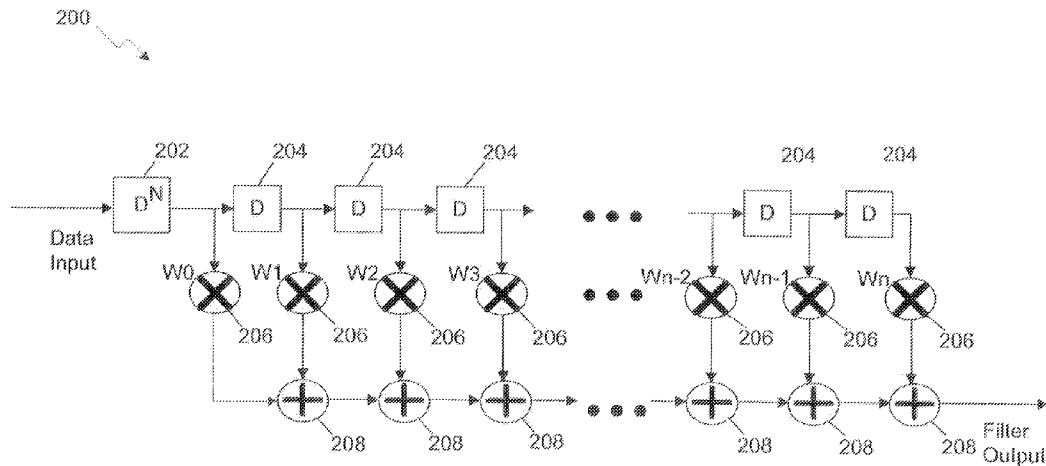 200
202 204 204 204 204 204
D^N D D D D D
Data
Input
W0 W1 W2 W3 Wn-2 Wn-1 Wn
206 206 206 206 206 206 206
208 208 208 208 208 208
Filter
Output